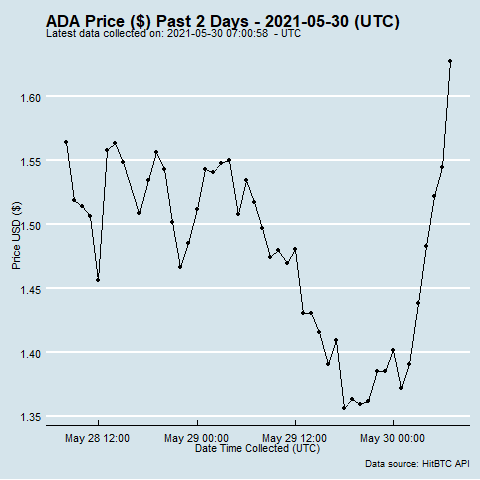 ADA Price ($) Past 2 Days - 2021-05-30 (UTC)
Latest data collected on: 2021-05-30 07:00:58 - UTC
1.60
1.55
1.50
1.45
1.40
1.35
Price USD ($)
May 28 12:00
May 29 00:00
May 29 12:00
May 30 00:00
Date Time Collected (UTC)
Data source: HitBTC API